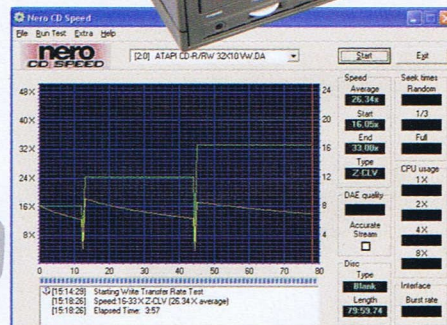 Nero CD Speed
File Run Test Extra Help
nero
CD SPEED
[2:0] ATAPI CD-R/RW 32X10 VW.DA
Start
Exit
Speed
Average
26.34x
Start
16.05x
End
33.00x
Type
Z-CLV
DAE quality
Accurate
Stream
Disc
Type
Blank
Length
79:59.74
Seek times
Random
1/3
Full
CPU usage
1X
2X
4X
8X
Interface
Burst rate
48X
40X
32X
24X
16X
8X
24
20
16
12
8
4
0 10 20 30 40 50 60 70 80
[15:14:29] Starting Write Transfer Rate Test
[15:18:26] Speed:16-33 X Z-CLV (26.34 X average)
[15:18:26] Elapsed Time: 3:57